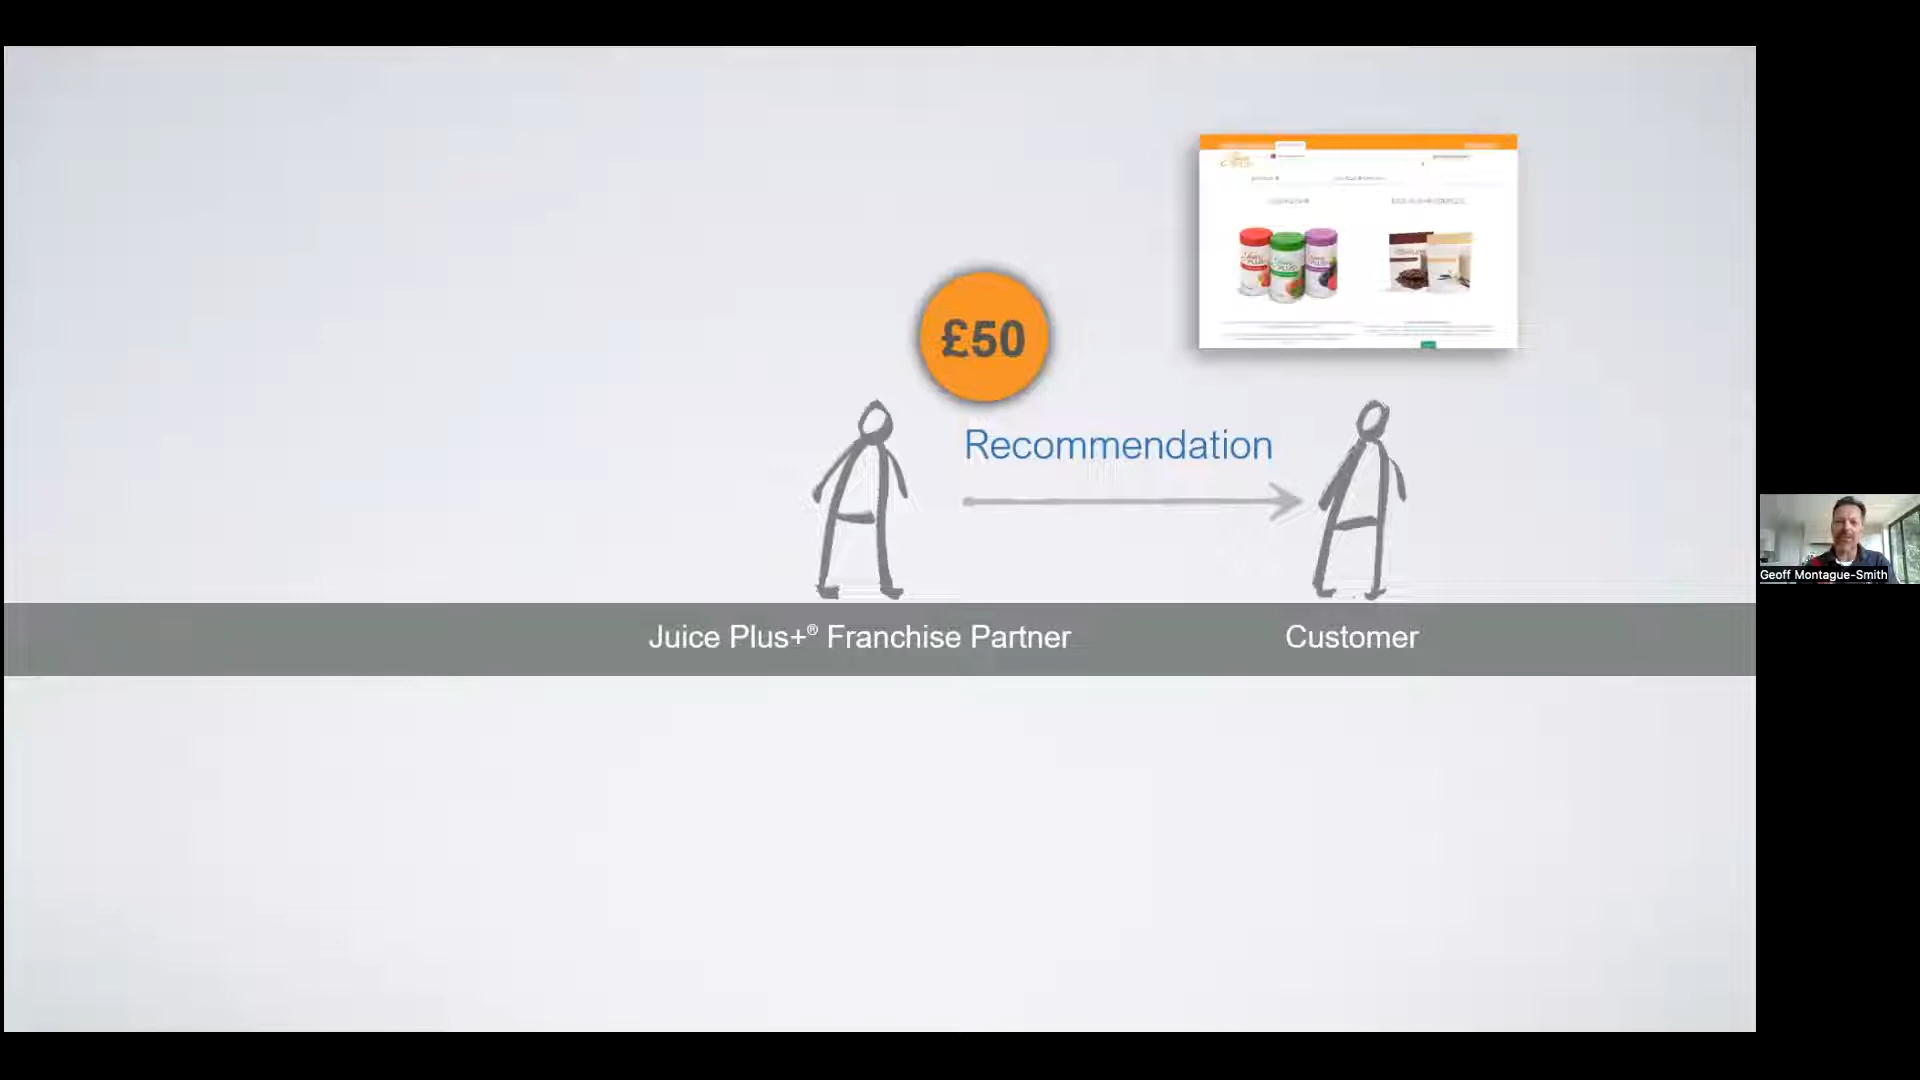 £50
Recommendation
Juice Plus+® Franchise Partner
Customer
Geoff Montague-Smith